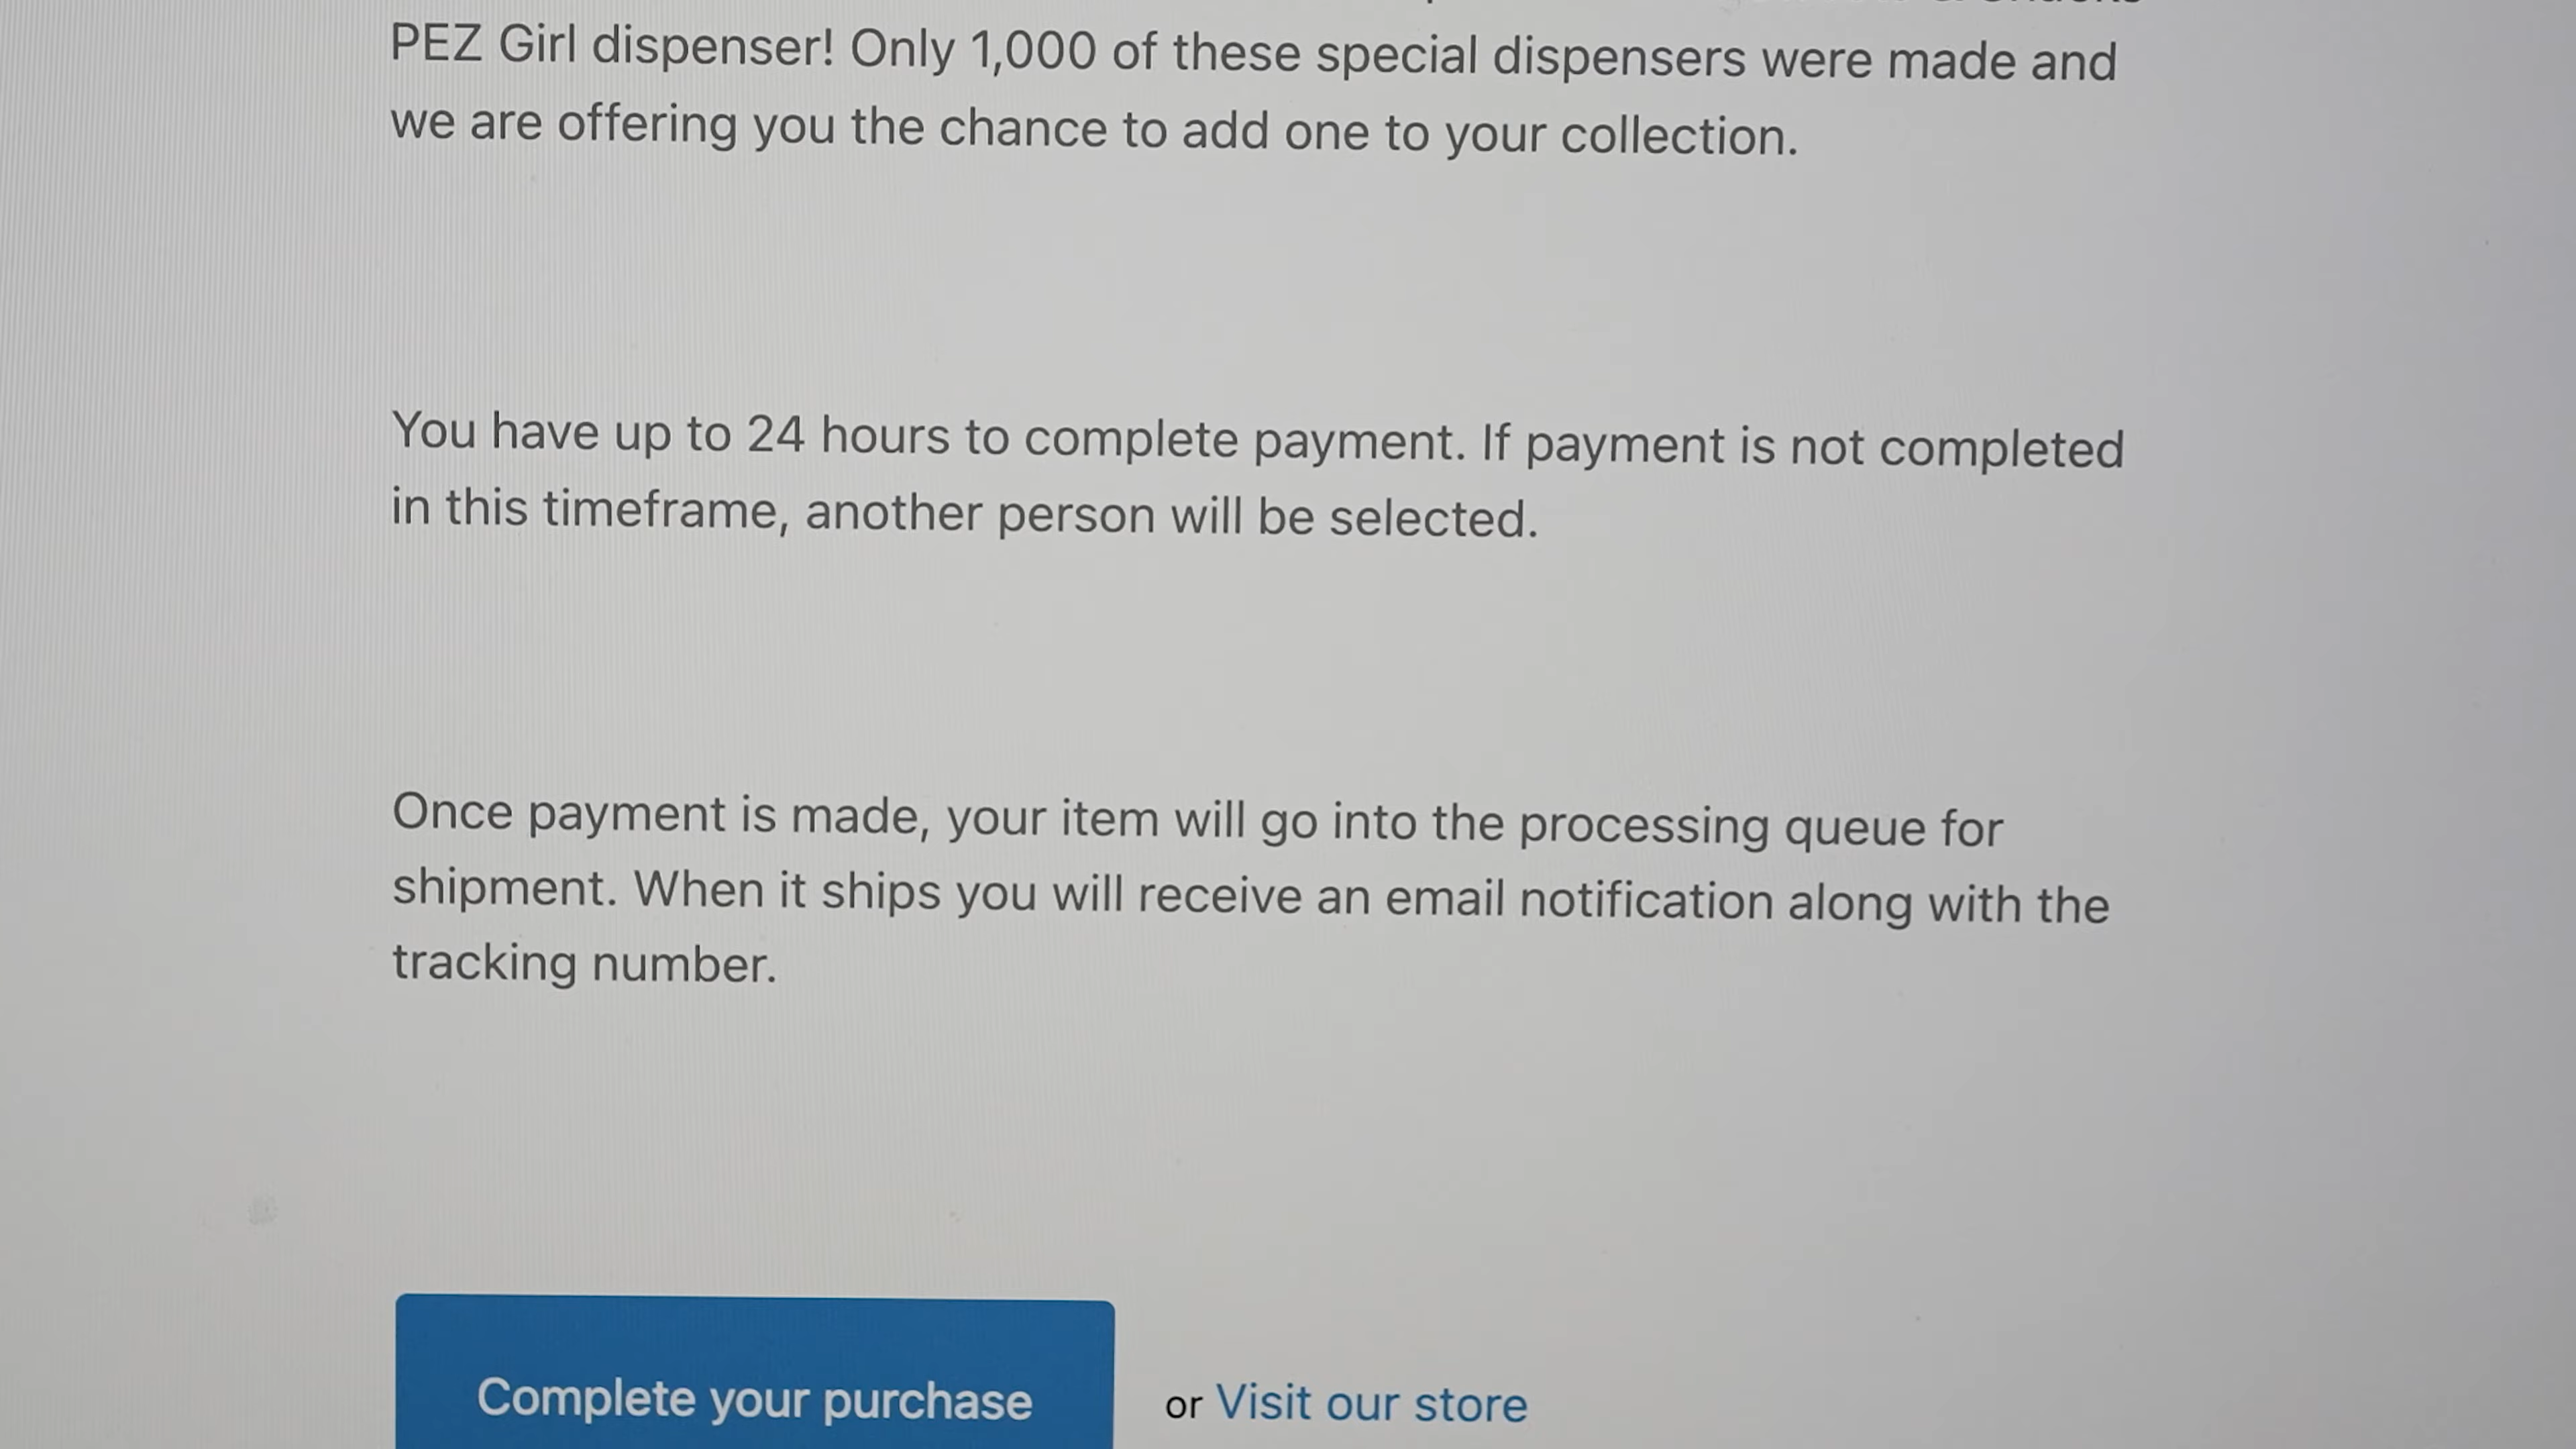 PEZ Girl dispenser! Only 1,000 of these special dispensers were made and
we are offering you the chance to add one to your collection.
You have up to 24 hours to complete payment. If payment is not completed
in this timeframe, another person will be selected.
Once payment is made, your item will go into the processing queue for
shipment. When it ships you will receive an email notification along with the
tracking number.
Complete your purchase or Visit our store